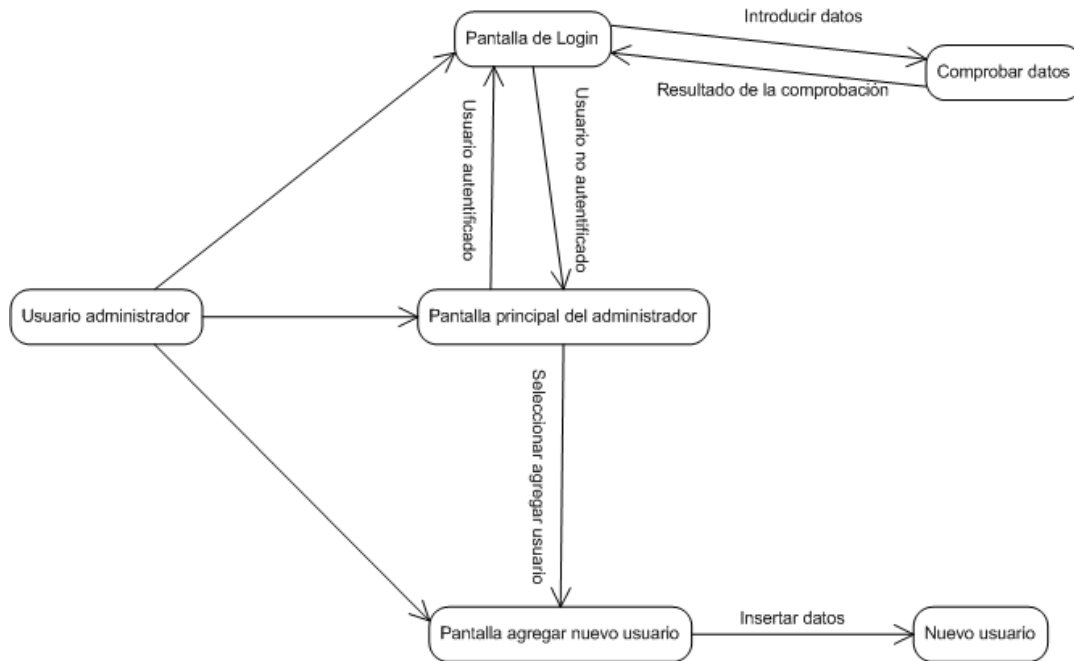 Introducir datos
Pantalla de Login
Comprobar datos
Resultado de la comprobación
Usuario autentificado
Usuario no autentificado
Usuario administrador
Pantalla principal del administrador
Seleccionar agregar usuario
Pantalla agregar nuevo usuario
Insertar datos
Nuevo usuario